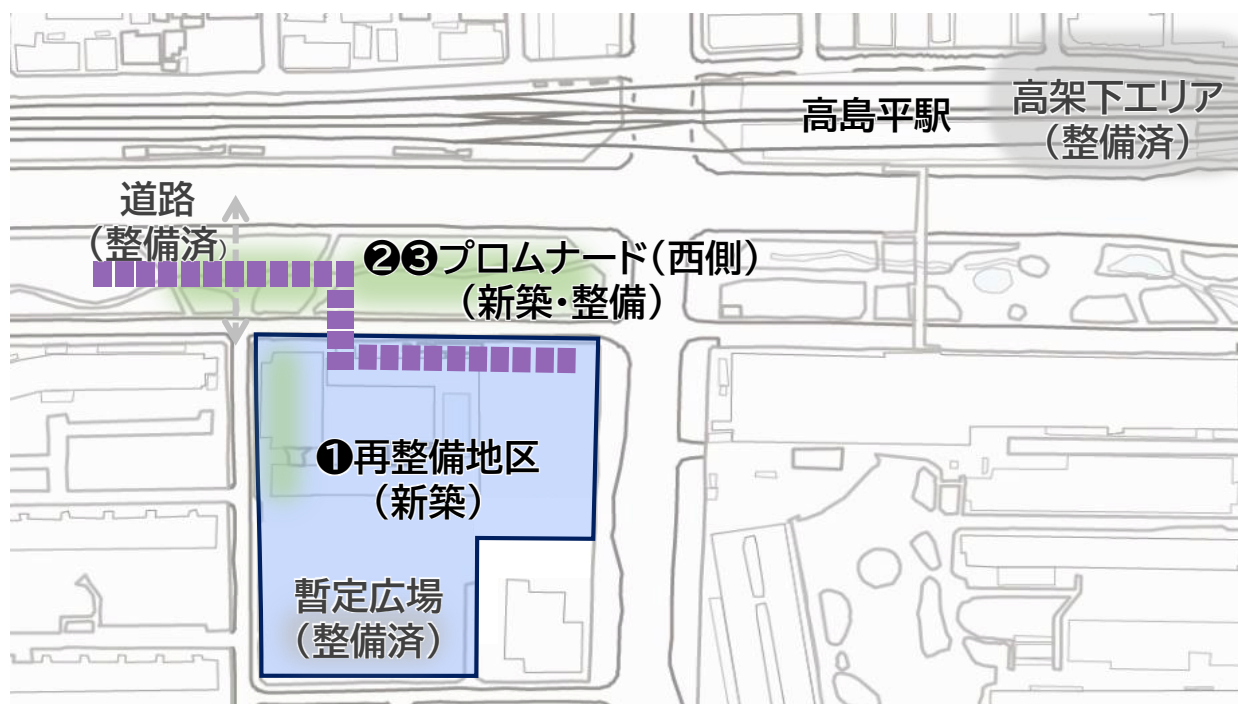 高島平駅
高架下エリア
（整備済）
道路
（整備済）
❷❸プロムナード（西側）
（新築・整備）
❶再整備地区
（新築）
暫定広場
（整備済）